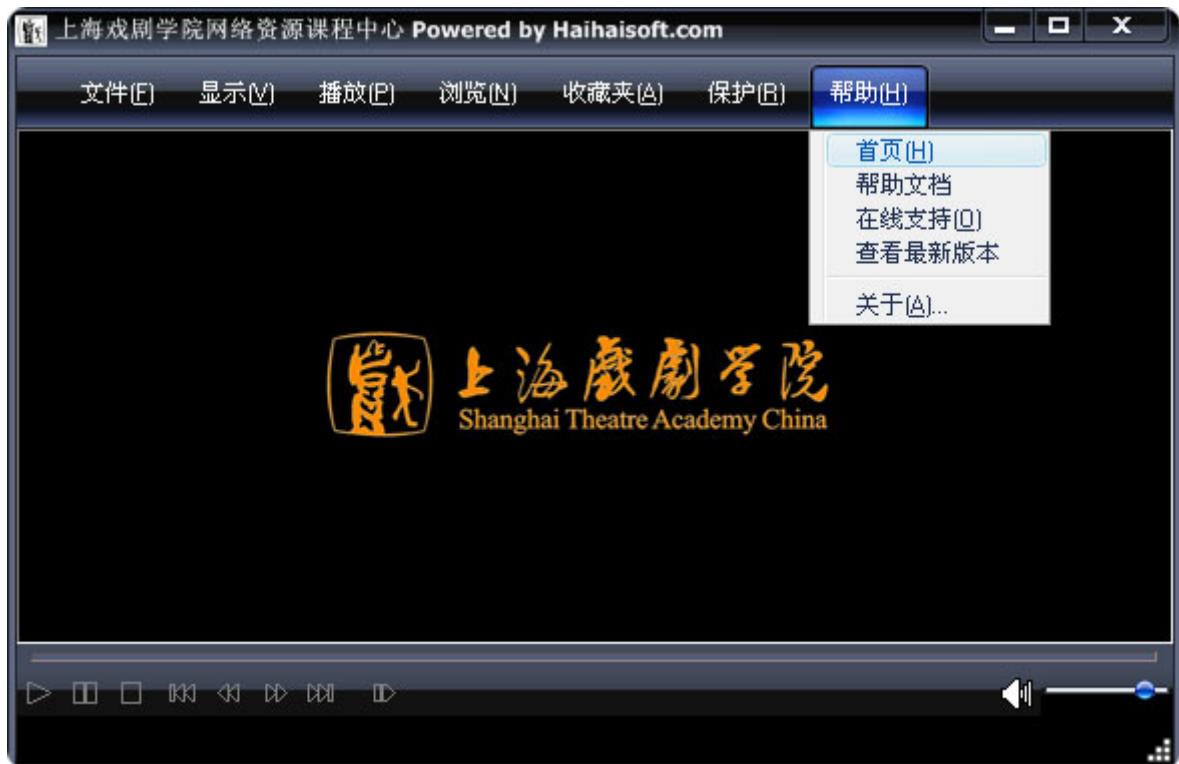 上海戏剧学院网络资源课程中心 Powered by Haihaisoft.com
文件(F) 显示(V) 播放(P) 浏览(N) 收藏夹(A) 保护(R) 帮助(H)
首页(H)
帮助文档
在线支持(O)
查看最新版本
关于(A)...
上海戲劇学院
Shanghai Theatre Academy China